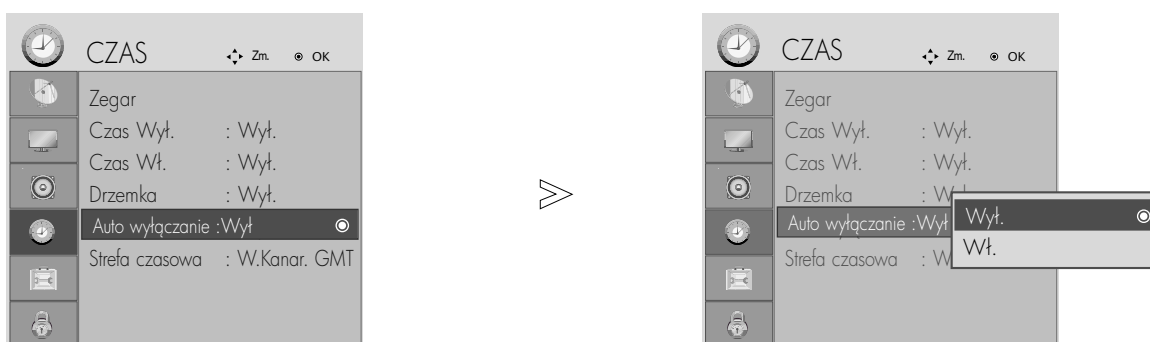 CZAS Zm. OK
Zegar
Czas Wył. : Wył.
Czas Wł. : Wył.
Drzemka : Wył.
Auto wyłączanie :Wył
Strefa czasowa : W.Kanar. GMT
>
CZAS Zm. OK
Zegar
Czas Wył. : Wył.
Czas Wł. : Wył.
Drzemka :
Auto wyłączanie :Wył
Strefa czasowa :
Wył.
Wł.